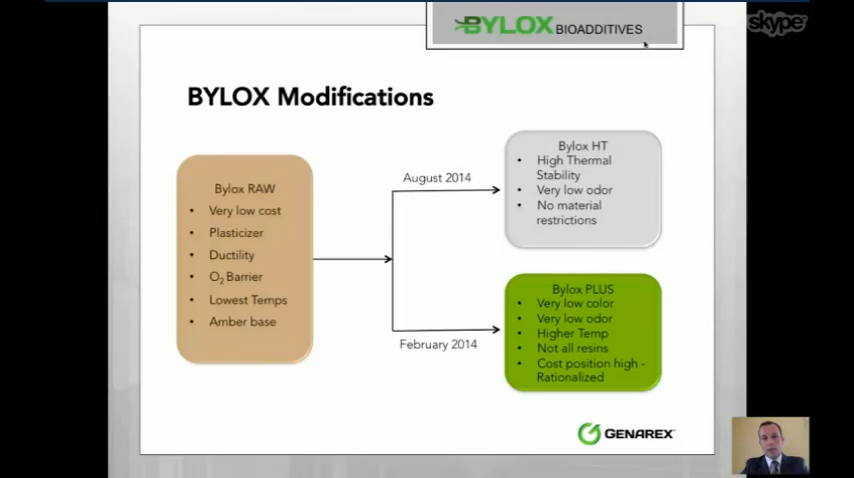 BYLOX BIOADDITIVES
skype
BYLOX Modifications
Bylox RAW
• Very low cost
• Plasticizer
• Ductility
• O₂ Barrier
• Lowest Temps
• Amber base
August 2014
February 2014
Bylox HT
• High Thermal
Stability
• Very low odor
• No material
restrictions
Bylox PLUS
• Very low color
• Very low odor
• Higher Temp
• Not all resins
• Cost position high -
Rationalized
GENAREX